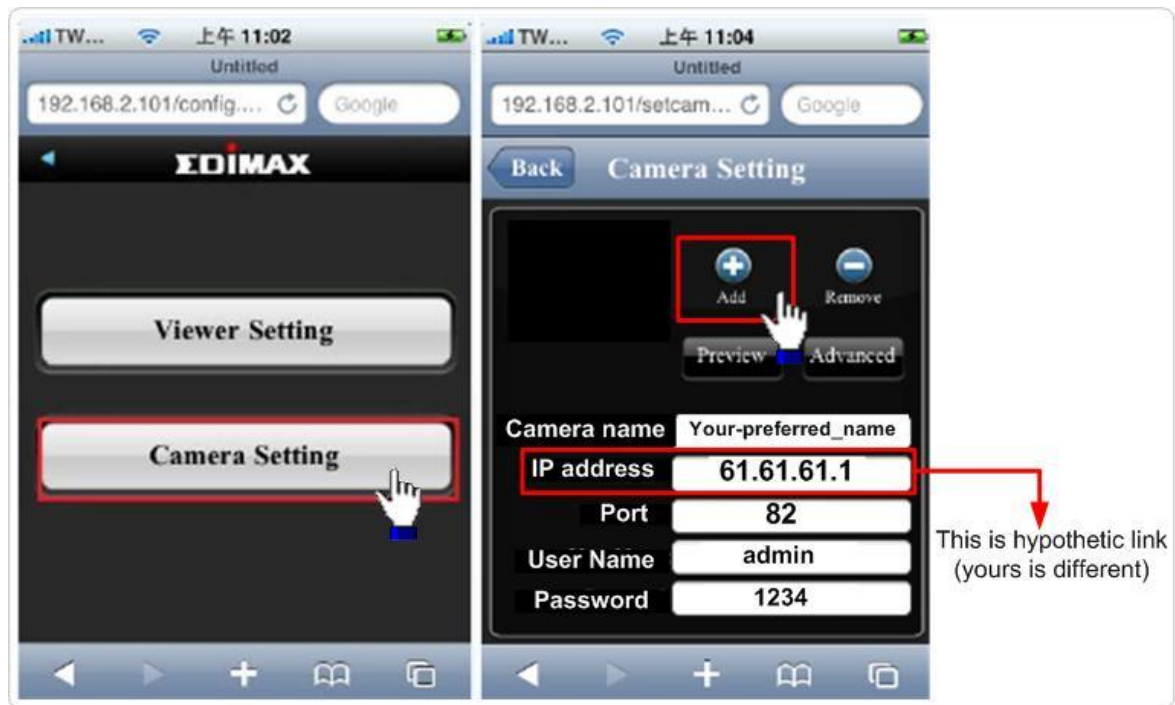 TW... 上午 11:02
Untitled
192.168.2.101/config.... Google
EDIMAX
Viewer Setting
Camera Setting
TW... 上午 11:04
Untitled
192.168.2.101/setcam... Google
Back Camera Setting
Add Remove
Preview Advanced
Camera name Your-preferred_name
IP address 61.61.61.1
Port 82
User Name admin
Password 1234
This is hypothetic link
(yours is different)